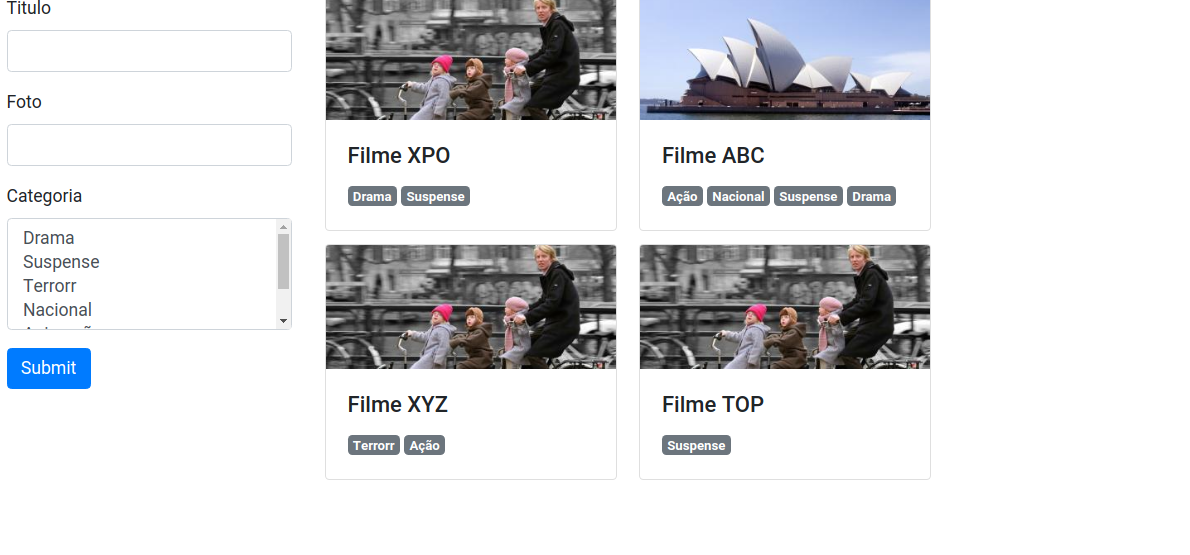 Titulo
Foto
Categoria
Drama
Suspense
Terrorr
Nacional
Submit
Filme XPO
Drama Suspense
Filme ABC
Ação Nacional Suspense Drama
Filme XYZ
Terrorr Ação
Filme TOP
Suspense